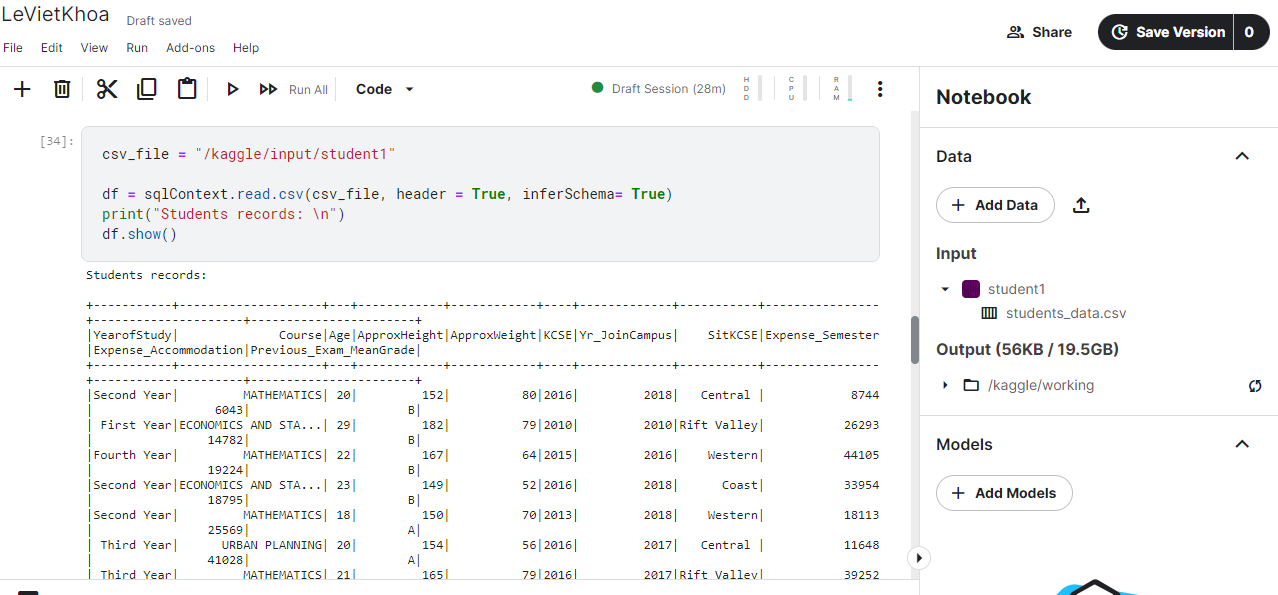 LeVietKhoa Draft saved
File Edit View Run Add-ons Help
Share
Save Version 0
Run All
Code
Draft Session (28m)
HDD
CPU
RAM
[34]:
csv_file = "/kaggle/input/student1"
df = sqlContext.read.csv(csv_file, header = True, inferSchema= True)
print("Students records: \n")
df.show()
Students records:
+----------+-----------------+---+------------+------------+----+--------------+-----------+----------------
+--------------------+-----------------------+
|YearofStudy|             Course|Age|ApproxHeight|ApproxWeight|KCSE|Yr_JoinCampus|    SitKCSE|Expense_Semester
|Expense_Accommodation|Previous_Exam_MeanGrade|
+----------+-----------------+---+------------+------------+----+--------------+-----------+----------------
+--------------------+-----------------------+
|Second Year|        MATHEMATICS| 20|         152|          80|2016|         2018|   Central |            8744
|                 6043|                      B|
| First Year|ECONOMICS AND STA...| 29|         182|          79|2010|         2010|Rift Valley|           26293
|                14782|                      B|
|Fourth Year|        MATHEMATICS| 22|         167|          64|2015|         2016|    Western|           44105
|                19224|                      B|
|Second Year|ECONOMICS AND STA...| 23|         149|          52|2016|         2018|      Coast|           33954
|                18795|                      B|
|Second Year|        MATHEMATICS| 18|         150|          70|2013|         2018|    Western|           18113
|                25569|                      A|
| Third Year|     URBAN PLANNING| 20|         154|          56|2016|         2017|   Central |           11648
|                41028|                      A|
| Third Year|        MATHEMATICS| 21|         165|          79|2016|         2017|Rift Valley|           39252
Notebook
Data
Add Data
Input
student1
students_data.csv
Output (56KB / 19.5GB)
/kaggle/working
Models
Add Models